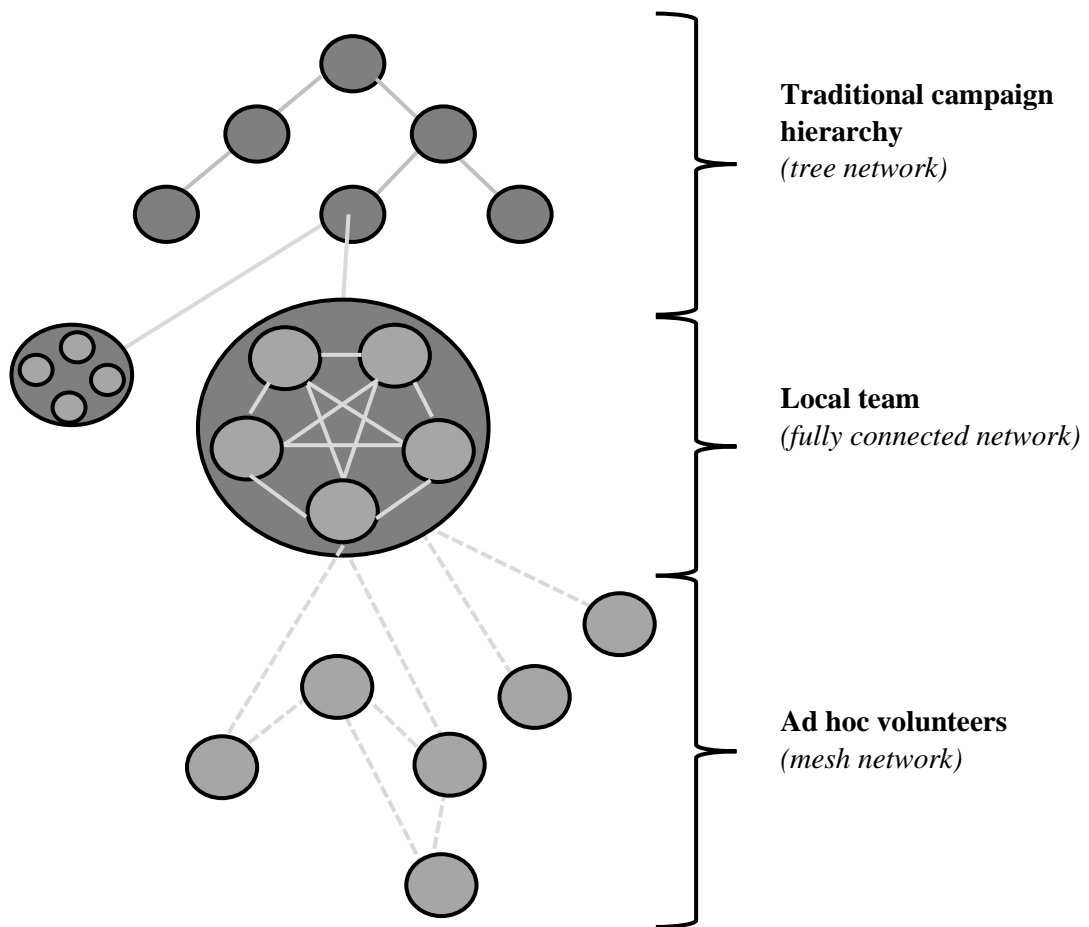 Traditional campaign
hierarchy
(tree network)
Local team
(fully connected network)
Ad hoc volunteers
(mesh network)